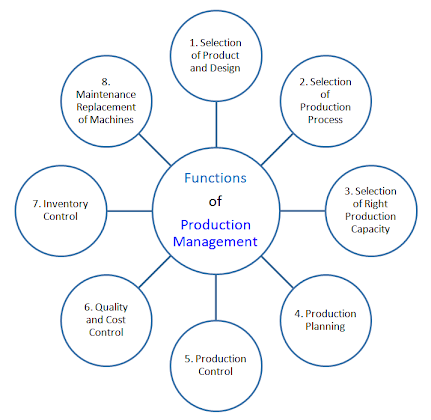 1. Selection
of Product
and Design
2. Selection
of
Production
Process
3. Selection
of Right
Production
Capacity
4. Production
Planning
5. Production
Control
6. Quality
and Cost
Control
7. Inventory
Control
8.
Maintenance
Replacement
of Machines
Functions
of
Production
Management